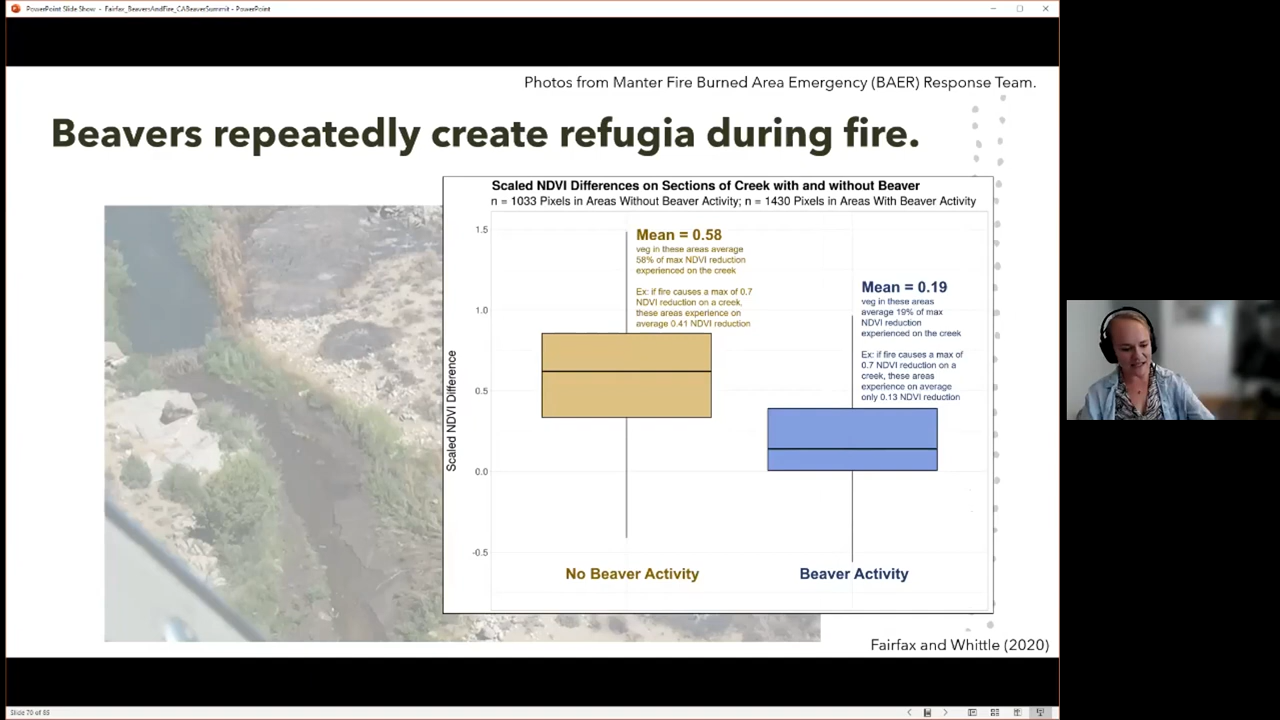 PowerPoint Slide Show - Fairfax_BeaversAndFire_CABeaverSummit - PowerPoint
Photos from Manter Fire Burned Area Emergency (BAER) Response Team.
Beavers repeatedly create refugia during fire.
Scaled NDVI Differences on Sections of Creek with and without Beaver
n = 1033 Pixels in Areas Without Beaver Activity; n = 1430 Pixels in Areas With Beaver Activity
1.5
1.0
0.5
0.0
-0.5
Scaled NDVI Difference
Mean = 0.58
veg in these areas average
58% of max NDVI reduction
experienced on the creek
Ex: if fire causes a max of 0.7
NDVI reduction on a creek,
these areas experience on
average 0.41 NDVI reduction
Mean = 0.19
veg in these areas
average 19% of max
NDVI reduction
experienced on the creek
Ex: if fire causes a max of
0.7 NDVI reduction on a
creek, these areas
experience on average
only 0.13 NDVI reduction
No Beaver Activity
Beaver Activity
Fairfax and Whittle (2020)
Slide 70 of 85